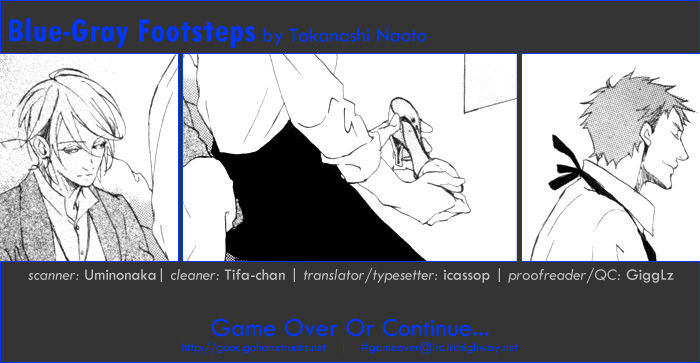 Blue-Gray Footsteps by Takanashi Naoto
scanner: Uminonaka| cleaner: Tifa-chan | translator/typesetter: icassop | proofreader/QC: GiggLz
Game Over Or Continue...